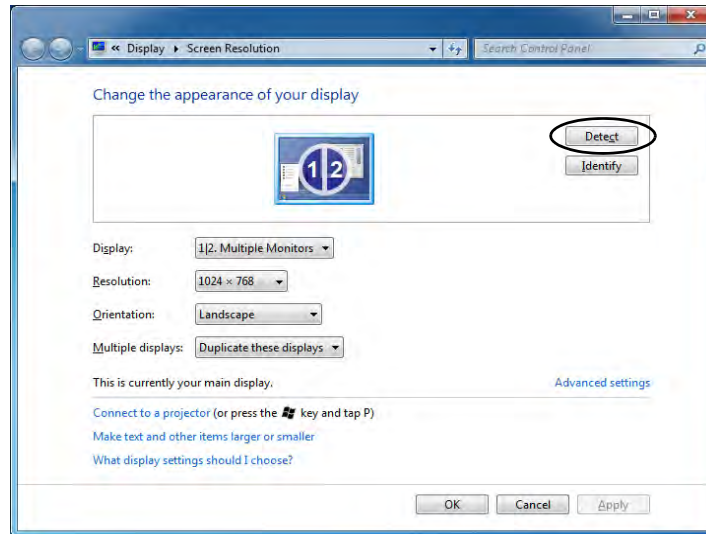 « Display ▸ Screen Resolution
Search Control Panel
Change the appearance of your display
Detect
1|2
Identify
Display: 1|2. Multiple Monitors
Resolution: 1024 × 768
Orientation: Landscape
Multiple displays: Duplicate these displays
This is currently your main display.
Advanced settings
Connect to a projector (or press the key and tap P)
Make text and other items larger or smaller
What display settings should I choose?
OK Cancel Apply